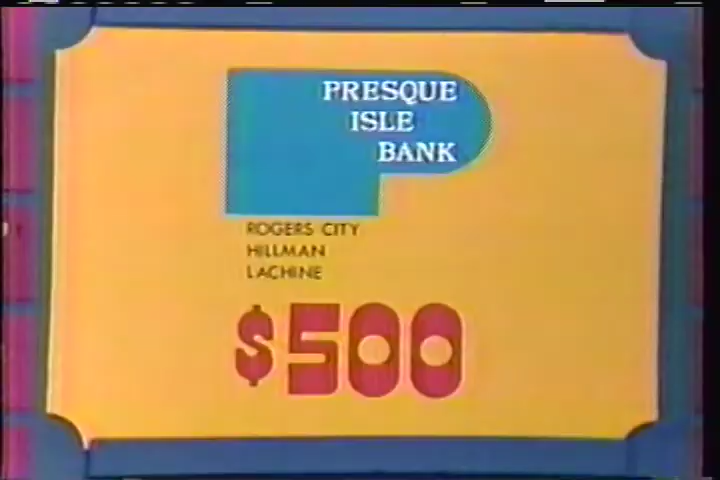 PRESQUE
ISLE
BANK
ROGERS CITY
HILLMAN
LACHINE
$500